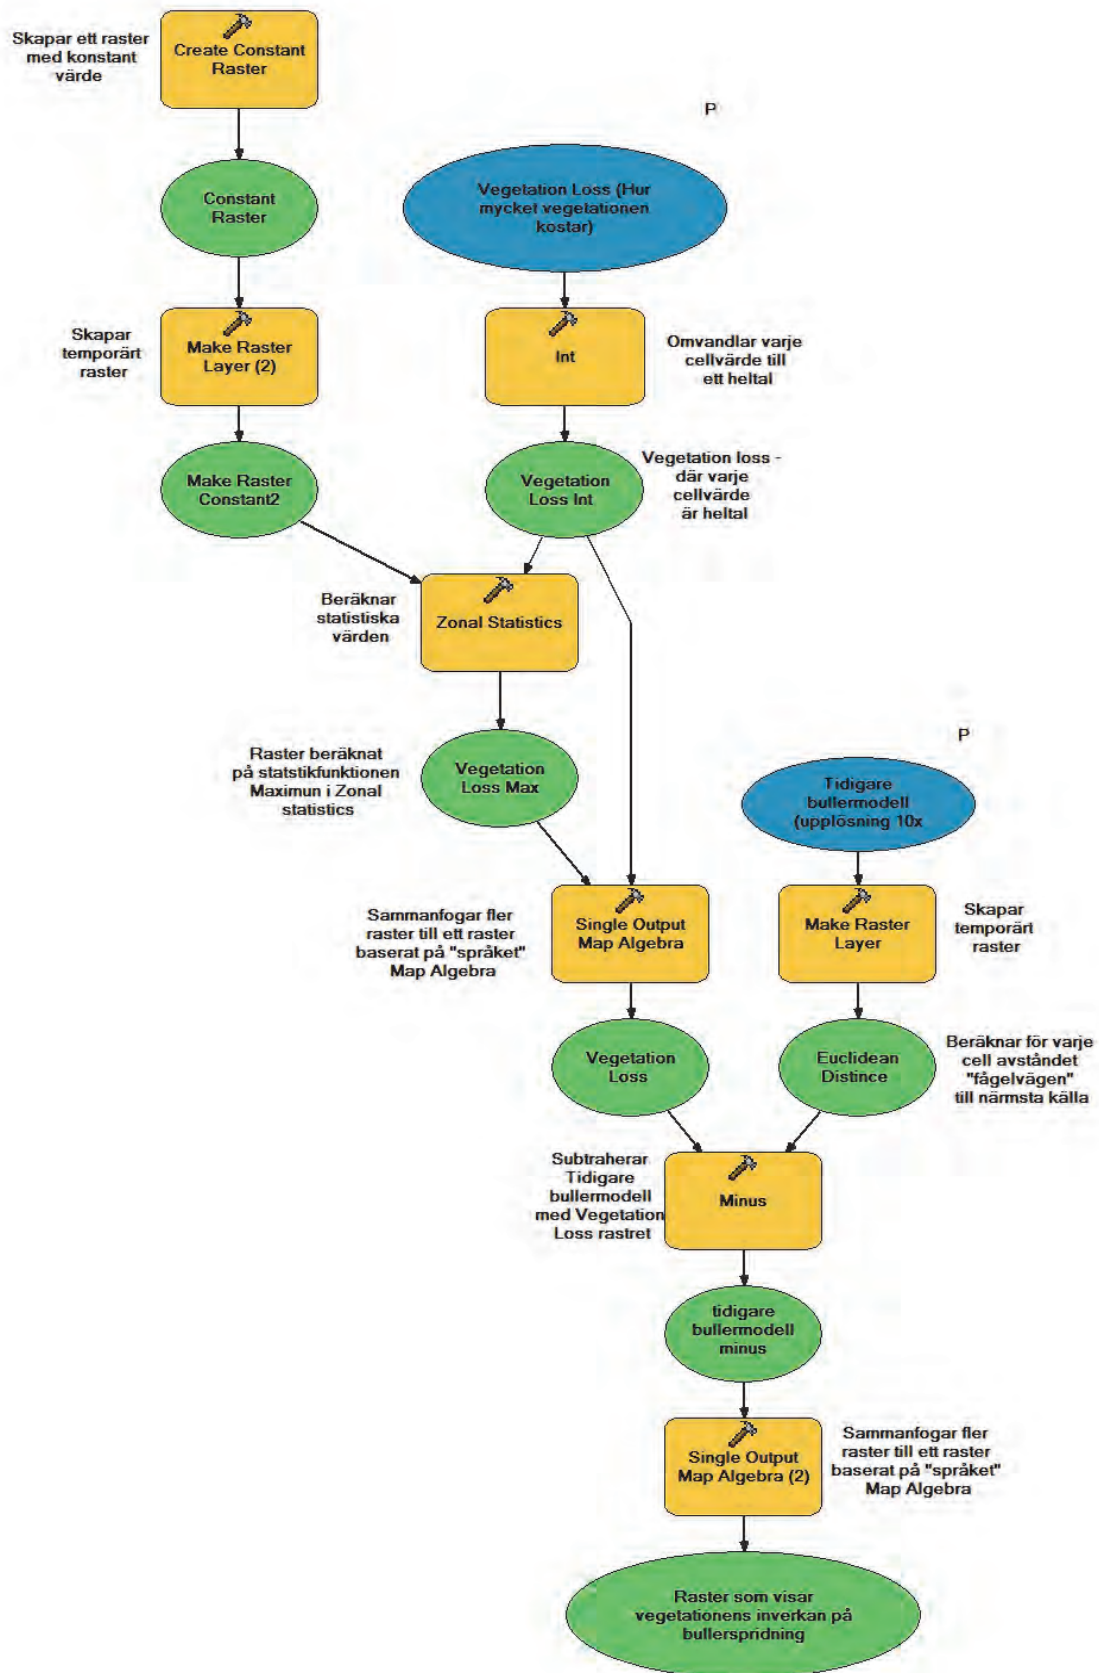 Skapar ett raster
med konstant
värde
Create Constant
Raster
P
Constant
Raster
Vegetation Loss (Hur
mycket vegetationen
kostar)
Skapar
temporärt
raster
Make Raster
Layer (2)
Int
Omvandlar varje
cellvärde till
ett heltal
Make Raster
Constant2
Vegetation
Loss Int
Vegetation loss -
där varje
cellvärde
är heltal
Beräknar
statistiska
värden
Zonal Statistics
Raster beräknat
på statstikfunktionen
Maximun i Zonal
statistics
Vegetation
Loss Max
P
Tidigare
bullermodell
(upplösning 10x
Sammanfogar fler
raster till ett raster
baserat på "språket"
Map Algebra
Single Output
Map Algebra
Make Raster
Layer
Skapar
temporärt
raster
Vegetation
Loss
Euclidean
Distince
Beräknar för varje
cell avståndet
"fågelvägen"
till närmsta källa
Subtraherar
Tidigare
bullermodell
med Vegetation
Loss rastret
Minus
tidigare
bullermodell
minus
Single Output
Map Algebra (2)
Sammanfogar fler
raster till ett raster
baserat på "språket"
Map Algebra
Raster som visar
vegetationens inverkan på
bullerspridning